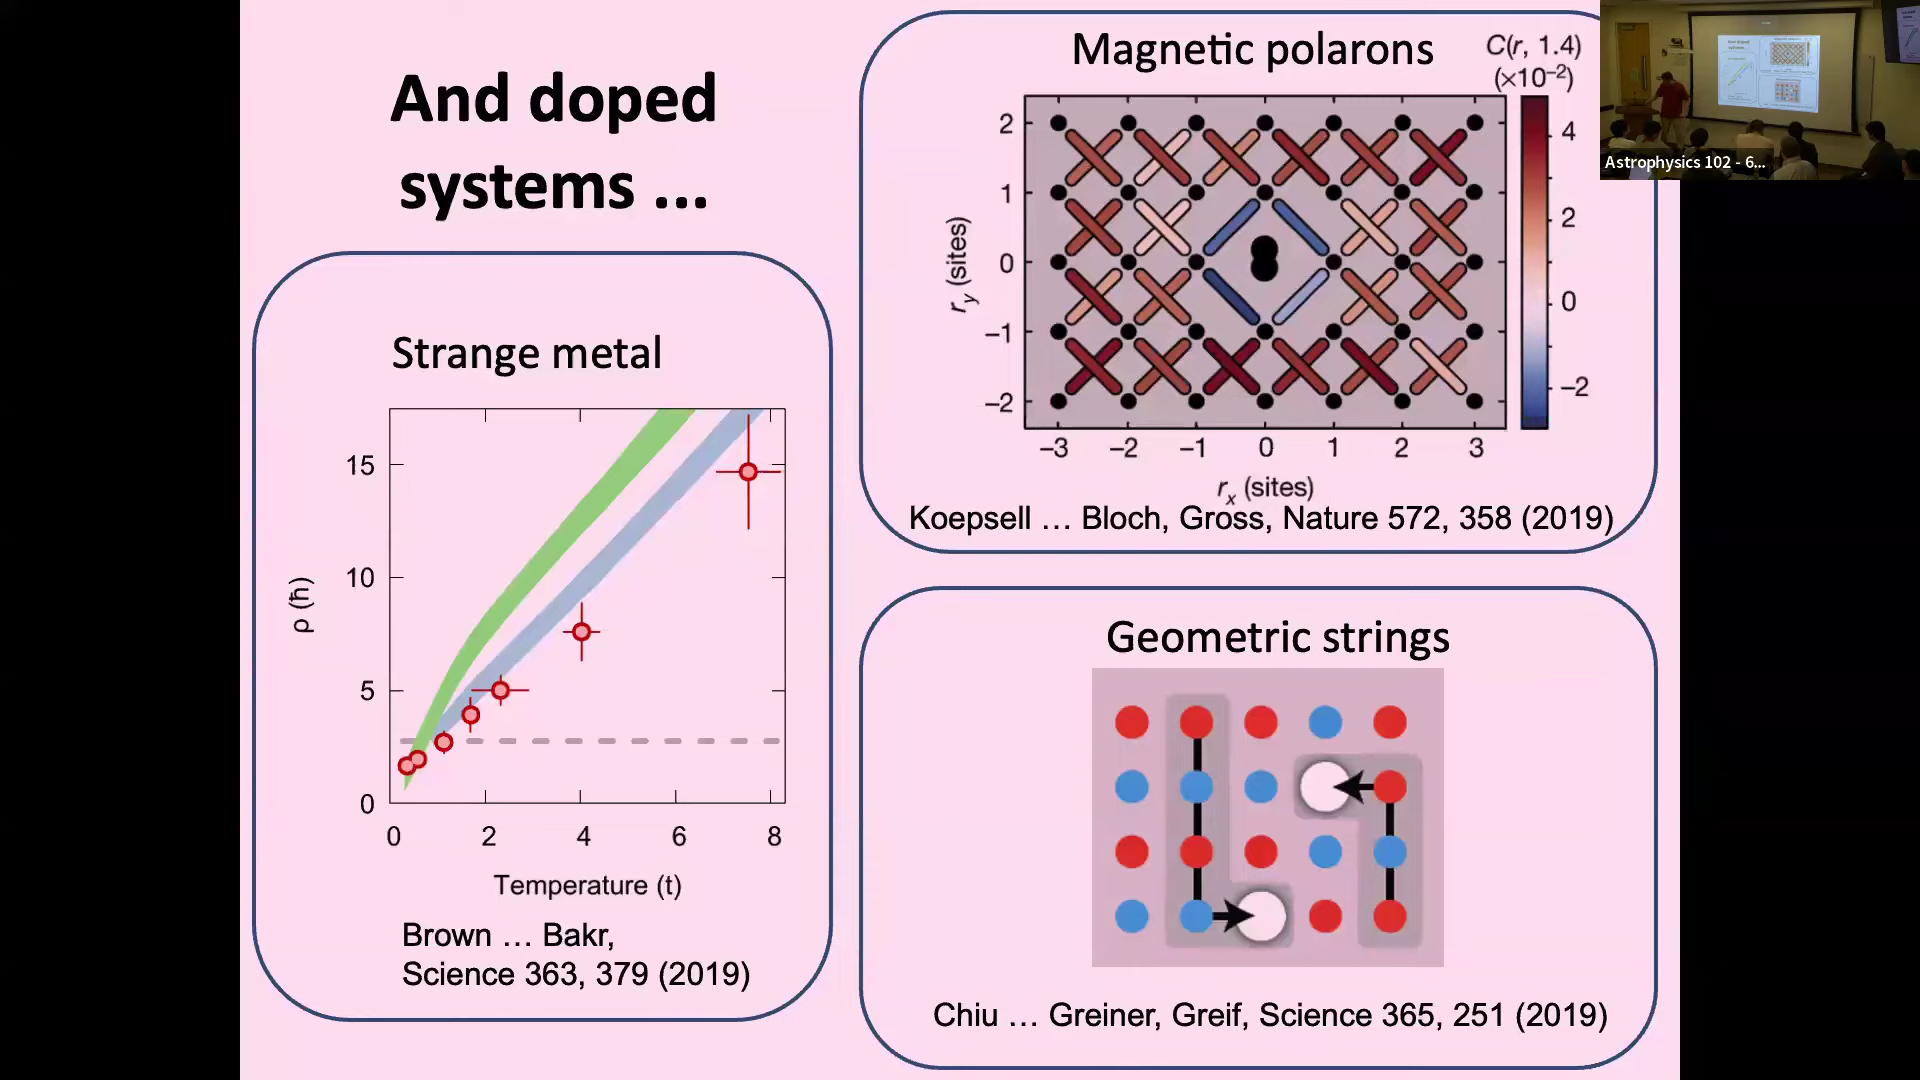 And doped
systems ...
Strange metal
ρ (ħ)
15
10
5
0
0 2 4 6 8
Temperature (t)
Brown … Bakr,
Science 363, 379 (2019)
Magnetic polarons
C(r, 1.4)
(×10⁻²)
4
2
0
−2
r_y (sites)
2
1
0
−1
−2
−3 −2 −1 0 1 2 3
r_x (sites)
Koepsell … Bloch, Gross, Nature 572, 358 (2019)
Geometric strings
Chiu … Greiner, Greif, Science 365, 251 (2019)
Astrophysics 102 - 6...